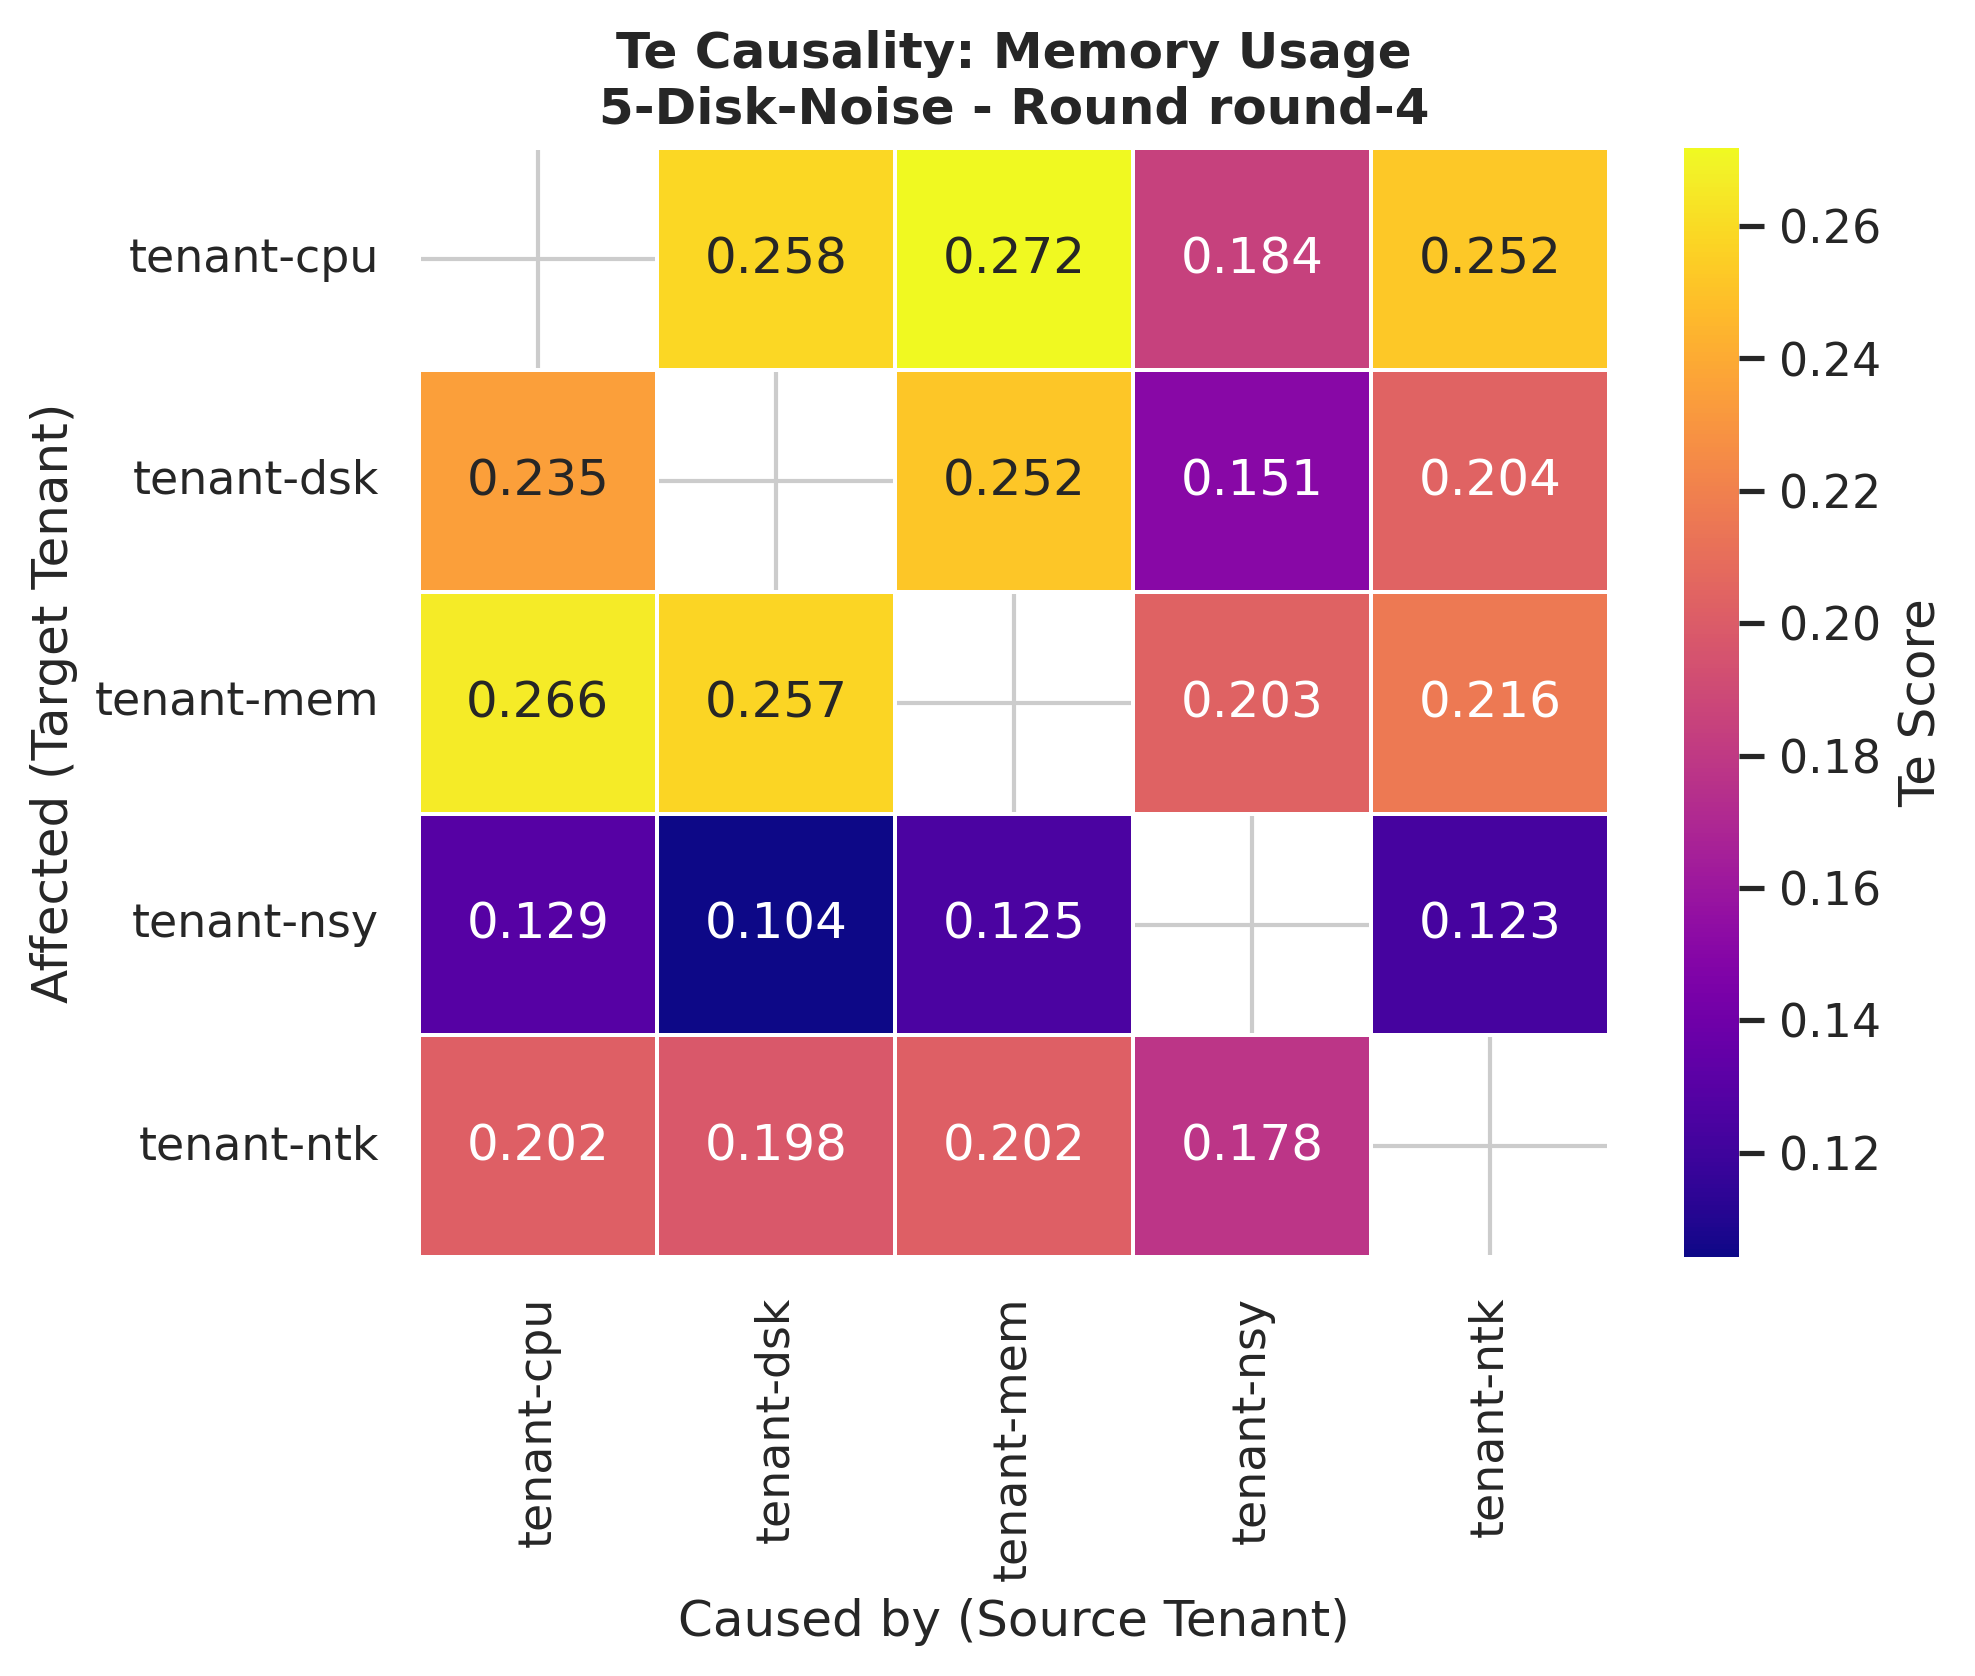 Te Causality: Memory Usage
5-Disk-Noise - Round round-4
Affected (Target Tenant)
tenant-cpu 0.258 0.272 0.184 0.252
tenant-dsk 0.235 0.252 0.151 0.204
tenant-mem 0.266 0.257 0.203 0.216
tenant-nsy 0.129 0.104 0.125 0.123
tenant-ntk 0.202 0.198 0.202 0.178
tenant-cpu
tenant-dsk
tenant-mem
tenant-nsy
tenant-ntk
Caused by (Source Tenant)
0.26
0.24
0.22
0.20
0.18
0.16
0.14
0.12
Te Score